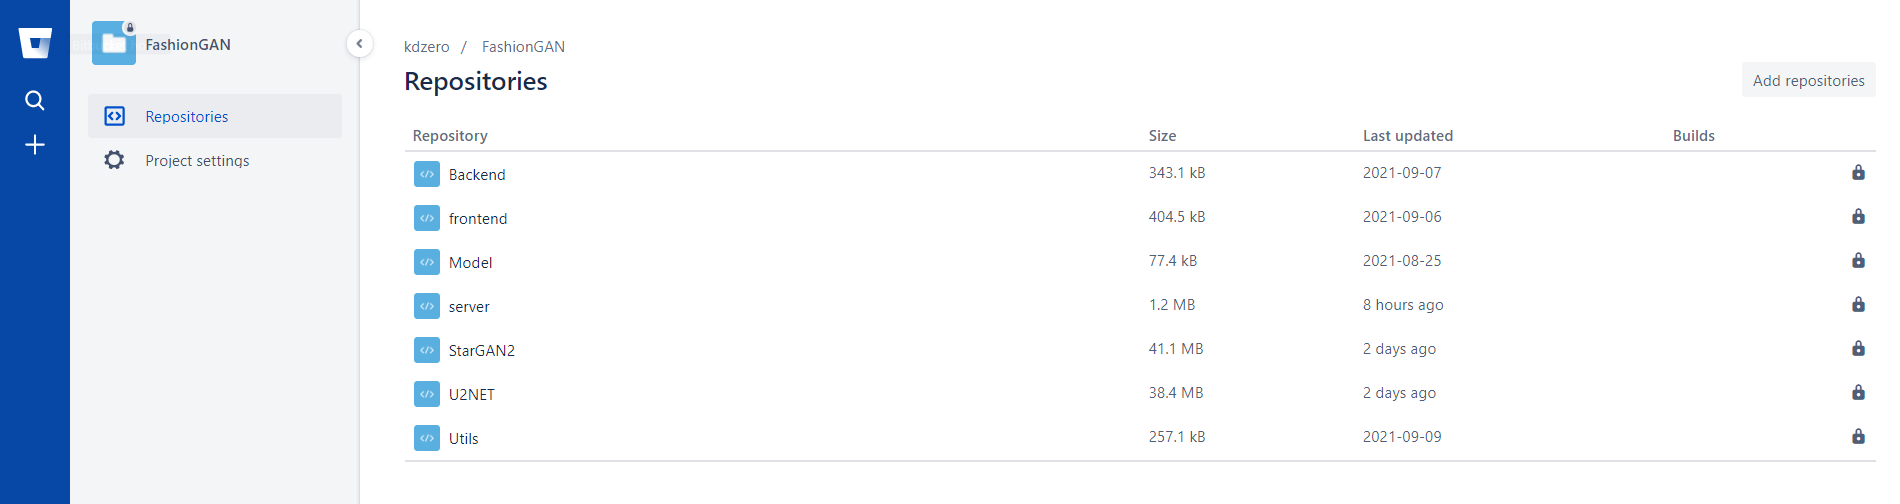 FashionGAN
Repositories
Project settings
kdzero / FashionGAN
Repositories
Add repositories
Repository Size Last updated Builds
Backend 343.1 kB 2021-09-07
frontend 404.5 kB 2021-09-06
Model 77.4 kB 2021-08-25
server 1.2 MB 8 hours ago
StarGAN2 41.1 MB 2 days ago
U2NET 38.4 MB 2 days ago
Utils 257.1 kB 2021-09-09